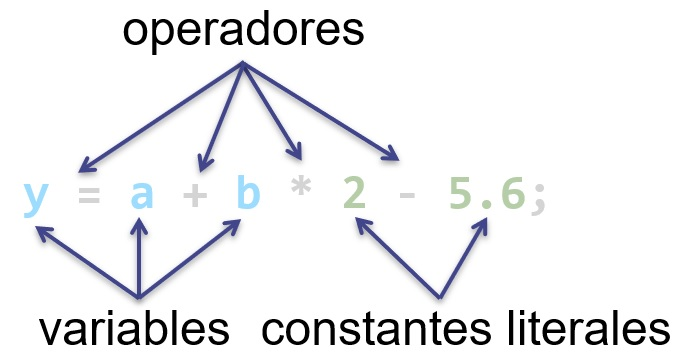 operadores
y = a + b * 2 - 5.6;
variables constantes literales